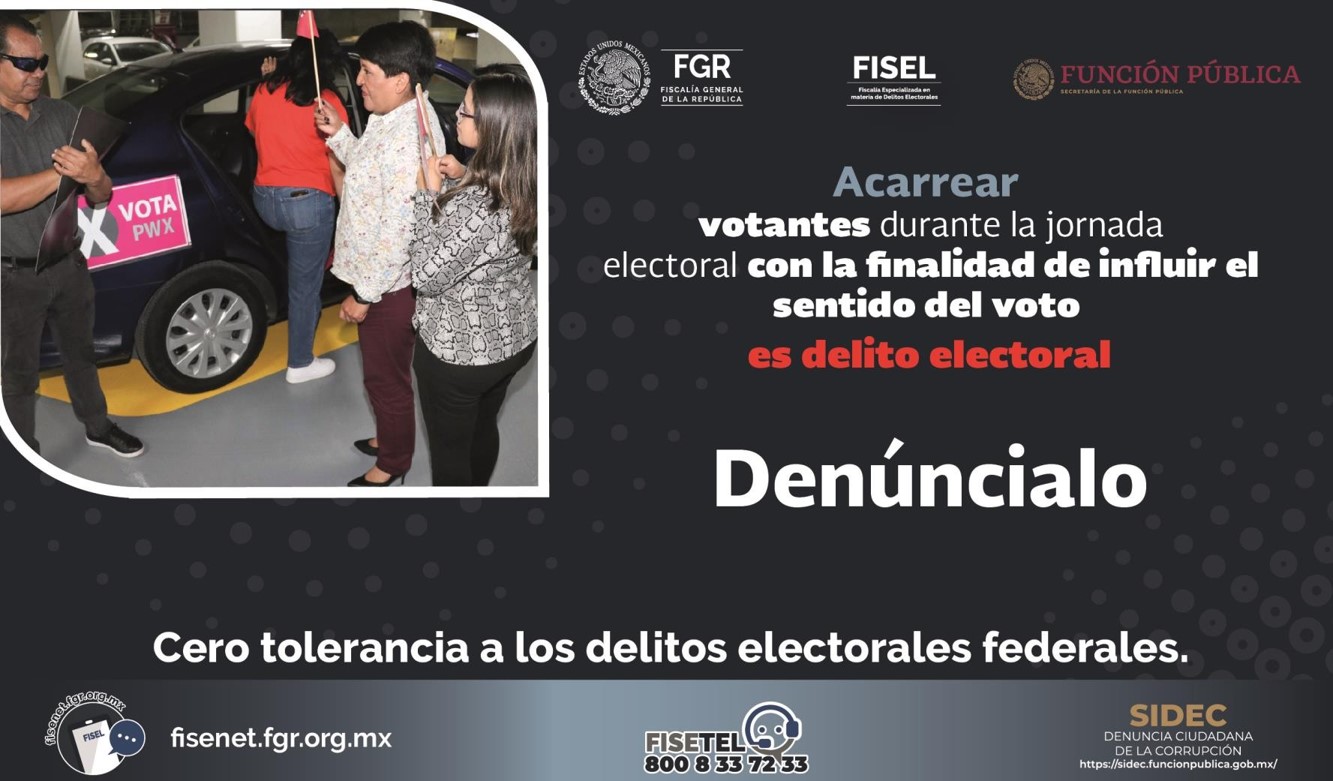 X VOTA
PWX
ESTADOS UNIDOS MEXICANOS
FGR
FISCALÍA GENERAL
DE LA REPÚBLICA
FISEL
Fiscalía Especializada en
materia de Delitos Electorales
FUNCIÓN PÚBLICA
SECRETARÍA DE LA FUNCIÓN PÚBLICA
Acarrear
votantes durante la jornada
electoral con la finalidad de influir el
sentido del voto
es delito electoral
Denúncialo
Cero tolerancia a los delitos electorales federales.
fisenet.fgr.org.mx
FISEL
fisenet.fgr.org.mx
FISETEL
800 8 33 72 33
SIDEC
DENUNCIA CIUDADANA
DE LA CORRUPCIÓN
https://sidec.funcionpublica.gob.mx/